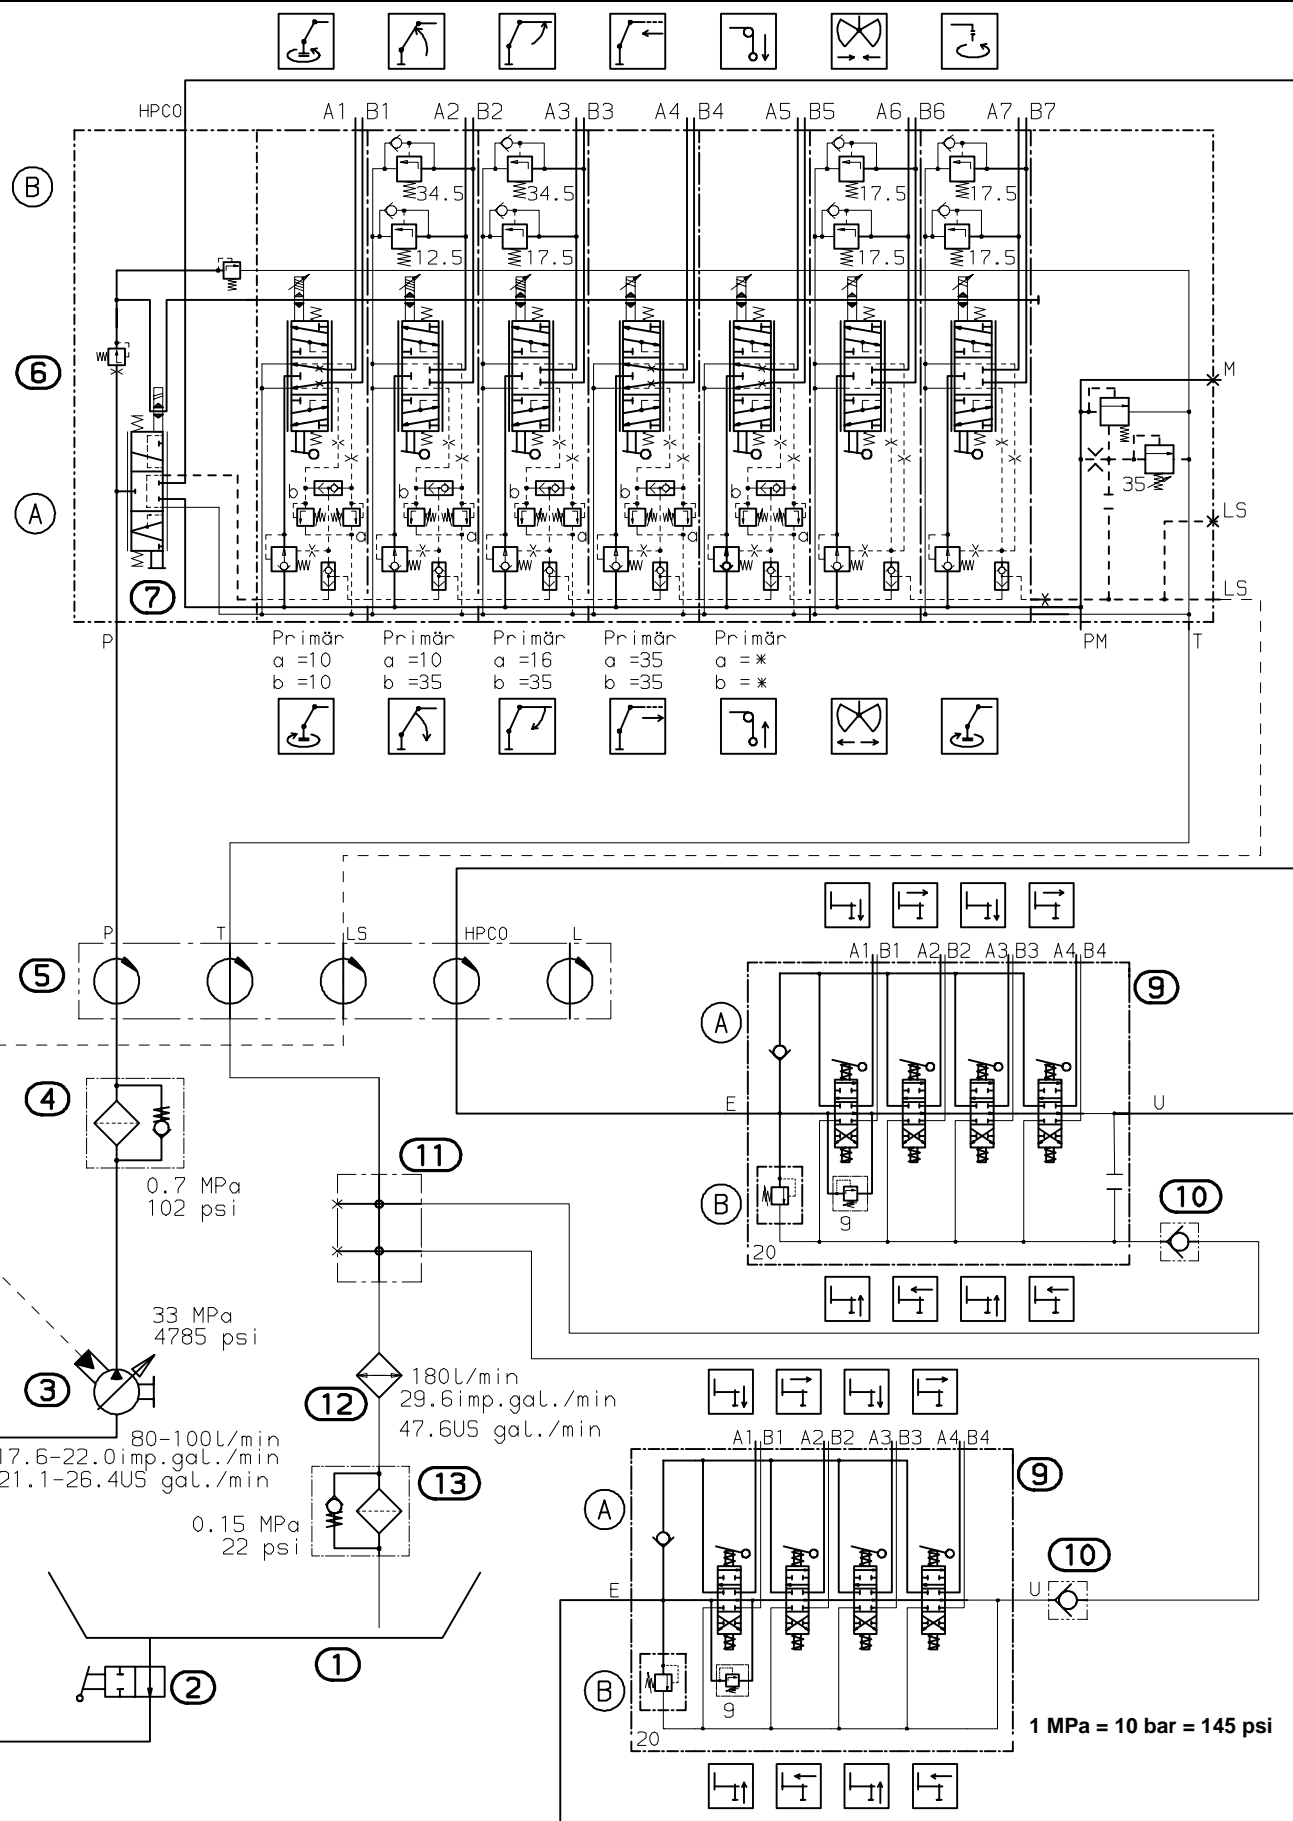 HPCO A1 B1 A2 B2 A3 B3 A4 B4 A5 B5 A6 B6 A7 B7
B
34.5 34.5 17.5 17.5
12.5 17.5 17.5 17.5
6
M
35
A
b b b b b
LS
a a a a a
7
LS
P
PM T
Primär Primär Primär Primär Primär
a =10 a =10 a =16 a =35 a =*
b =10 b =35 b =35 b =35 b =*
P T LS HPCO L
5
A1 B1 A2 B2 A3 B3 A4 B4
9
A
4
E U
11
0.7 MPa
102 psi
B
9
10
20
33 MPa
4785 psi
3
12
180l/min
29.6imp.gal./min
47.6US gal./min
80-100l/min
17.6-22.0imp.gal./min
21.1-26.4US gal./min
A1 B1 A2 B2 A3 B3 A4 B4
9
13
A
0.15 MPa
22 psi
10
E U
1
2
B
9
20
1 MPa = 10 bar = 145 psi